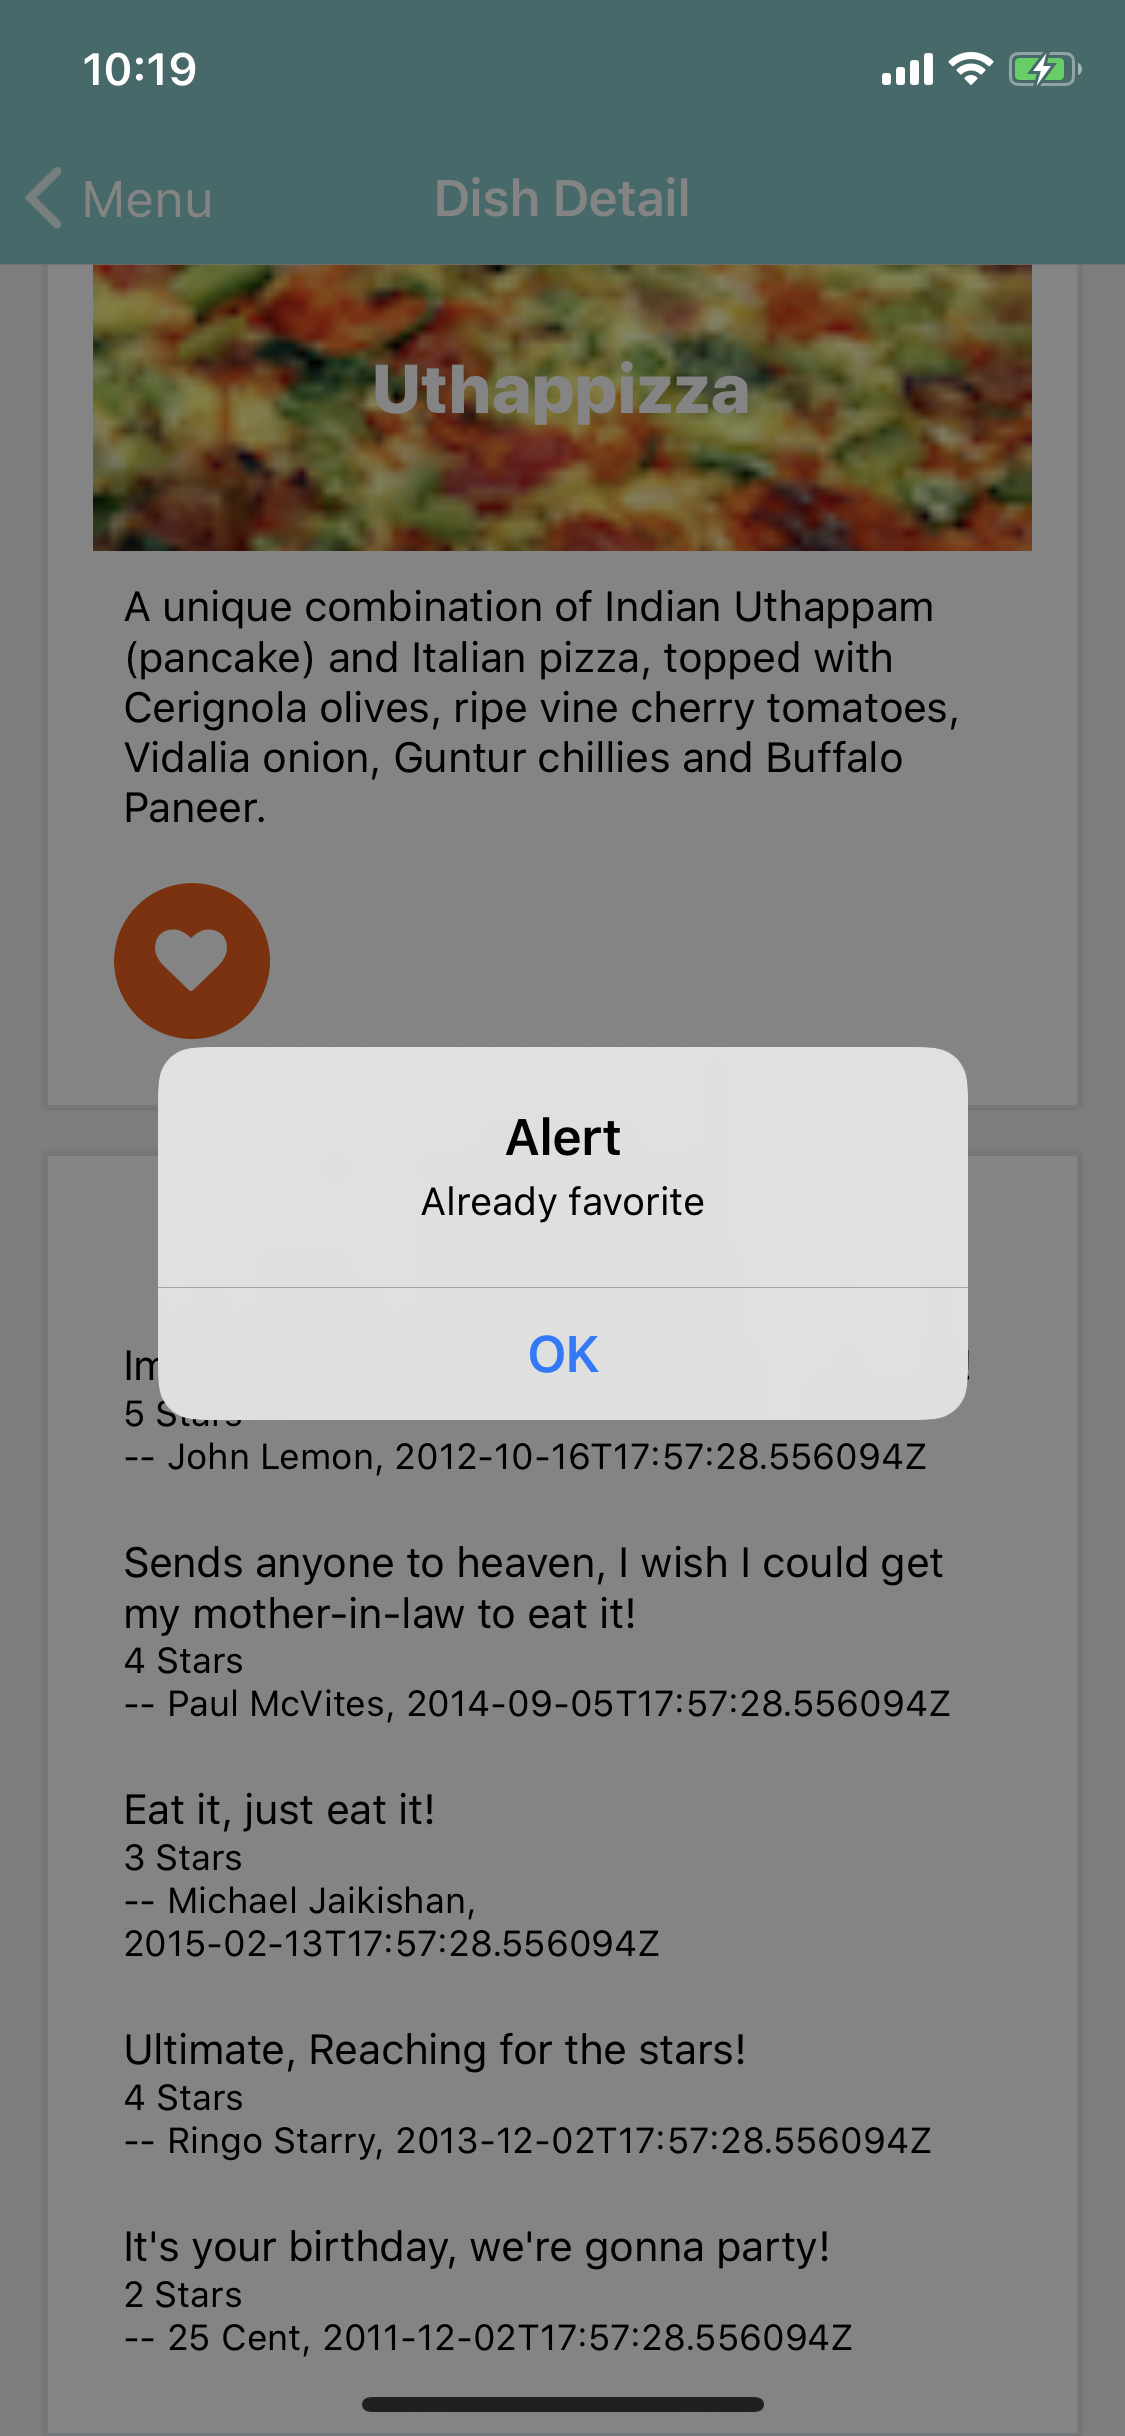 10:19
Menu
Dish Detail
Uthappizza
A unique combination of Indian Uthappam
(pancake) and Italian pizza, topped with
Cerignola olives, ripe vine cherry tomatoes,
Vidalia onion, Guntur chillies and Buffalo
Paneer.
Alert
Already favorite
OK
5 Stars
-- John Lemon, 2012-10-16T17:57:28.556094Z
Sends anyone to heaven, I wish I could get
my mother-in-law to eat it!
4 Stars
-- Paul McVites, 2014-09-05T17:57:28.556094Z
Eat it, just eat it!
3 Stars
-- Michael Jaikishan,
2015-02-13T17:57:28.556094Z
Ultimate, Reaching for the stars!
4 Stars
-- Ringo Starry, 2013-12-02T17:57:28.556094Z
It's your birthday, we're gonna party!
2 Stars
-- 25 Cent, 2011-12-02T17:57:28.556094Z